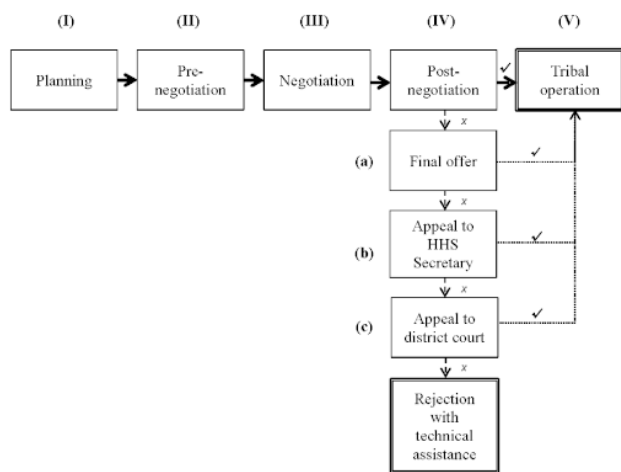 (I) (II) (III) (IV) (V)
Planning
Pre-
negotiation
Negotiation
Post-
negotiation
✓
Tribal
operation
x
(a)
Final offer
✓
x
(b)
Appeal to
HHS
Secretary
✓
x
(c)
Appeal to
district court
✓
x
Rejection
with
technical
assistance